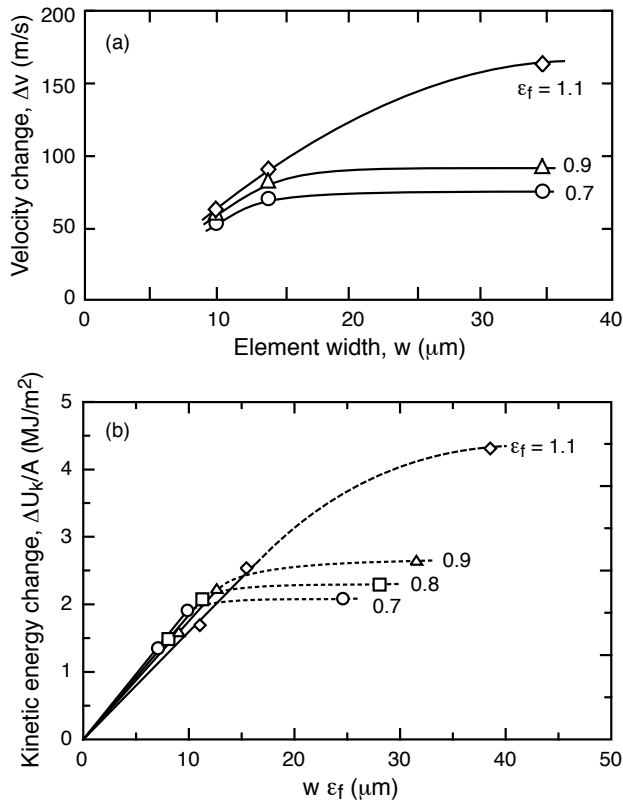 (a)
Velocity change, Δv (m/s)
200
150
100
50
0
εf = 1.1
0.9
0.7
0 10 20 30 40
Element width, w (μm)
(b)
Kinetic energy change, ΔUk/A (MJ/m²)
5
4
3
2
1
0
εf = 1.1
0.9
0.8
0.7
0 10 20 30 40 50
w εf (μm)